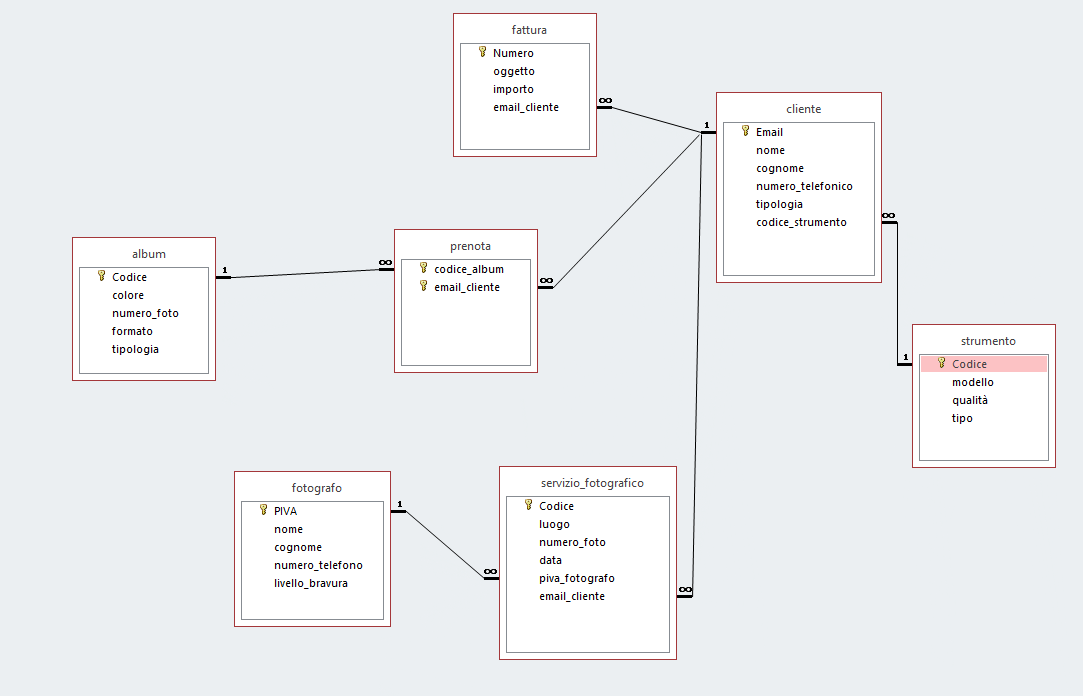 fattura
Numero
oggetto
importo
email_cliente
∞
1
cliente
Email
nome
cognome
numero_telefonico
tipologia
codice_strumento
∞
album
Codice
colore
numero_foto
formato
tipologia
1
∞
prenota
codice_album
email_cliente
∞
1
strumento
Codice
modello
qualità
tipo
fotografo
PIVA
nome
cognome
numero_telefono
livello_bravura
1
∞
servizio_fotografico
Codice
luogo
numero_foto
data
piva_fotografo
email_cliente
∞